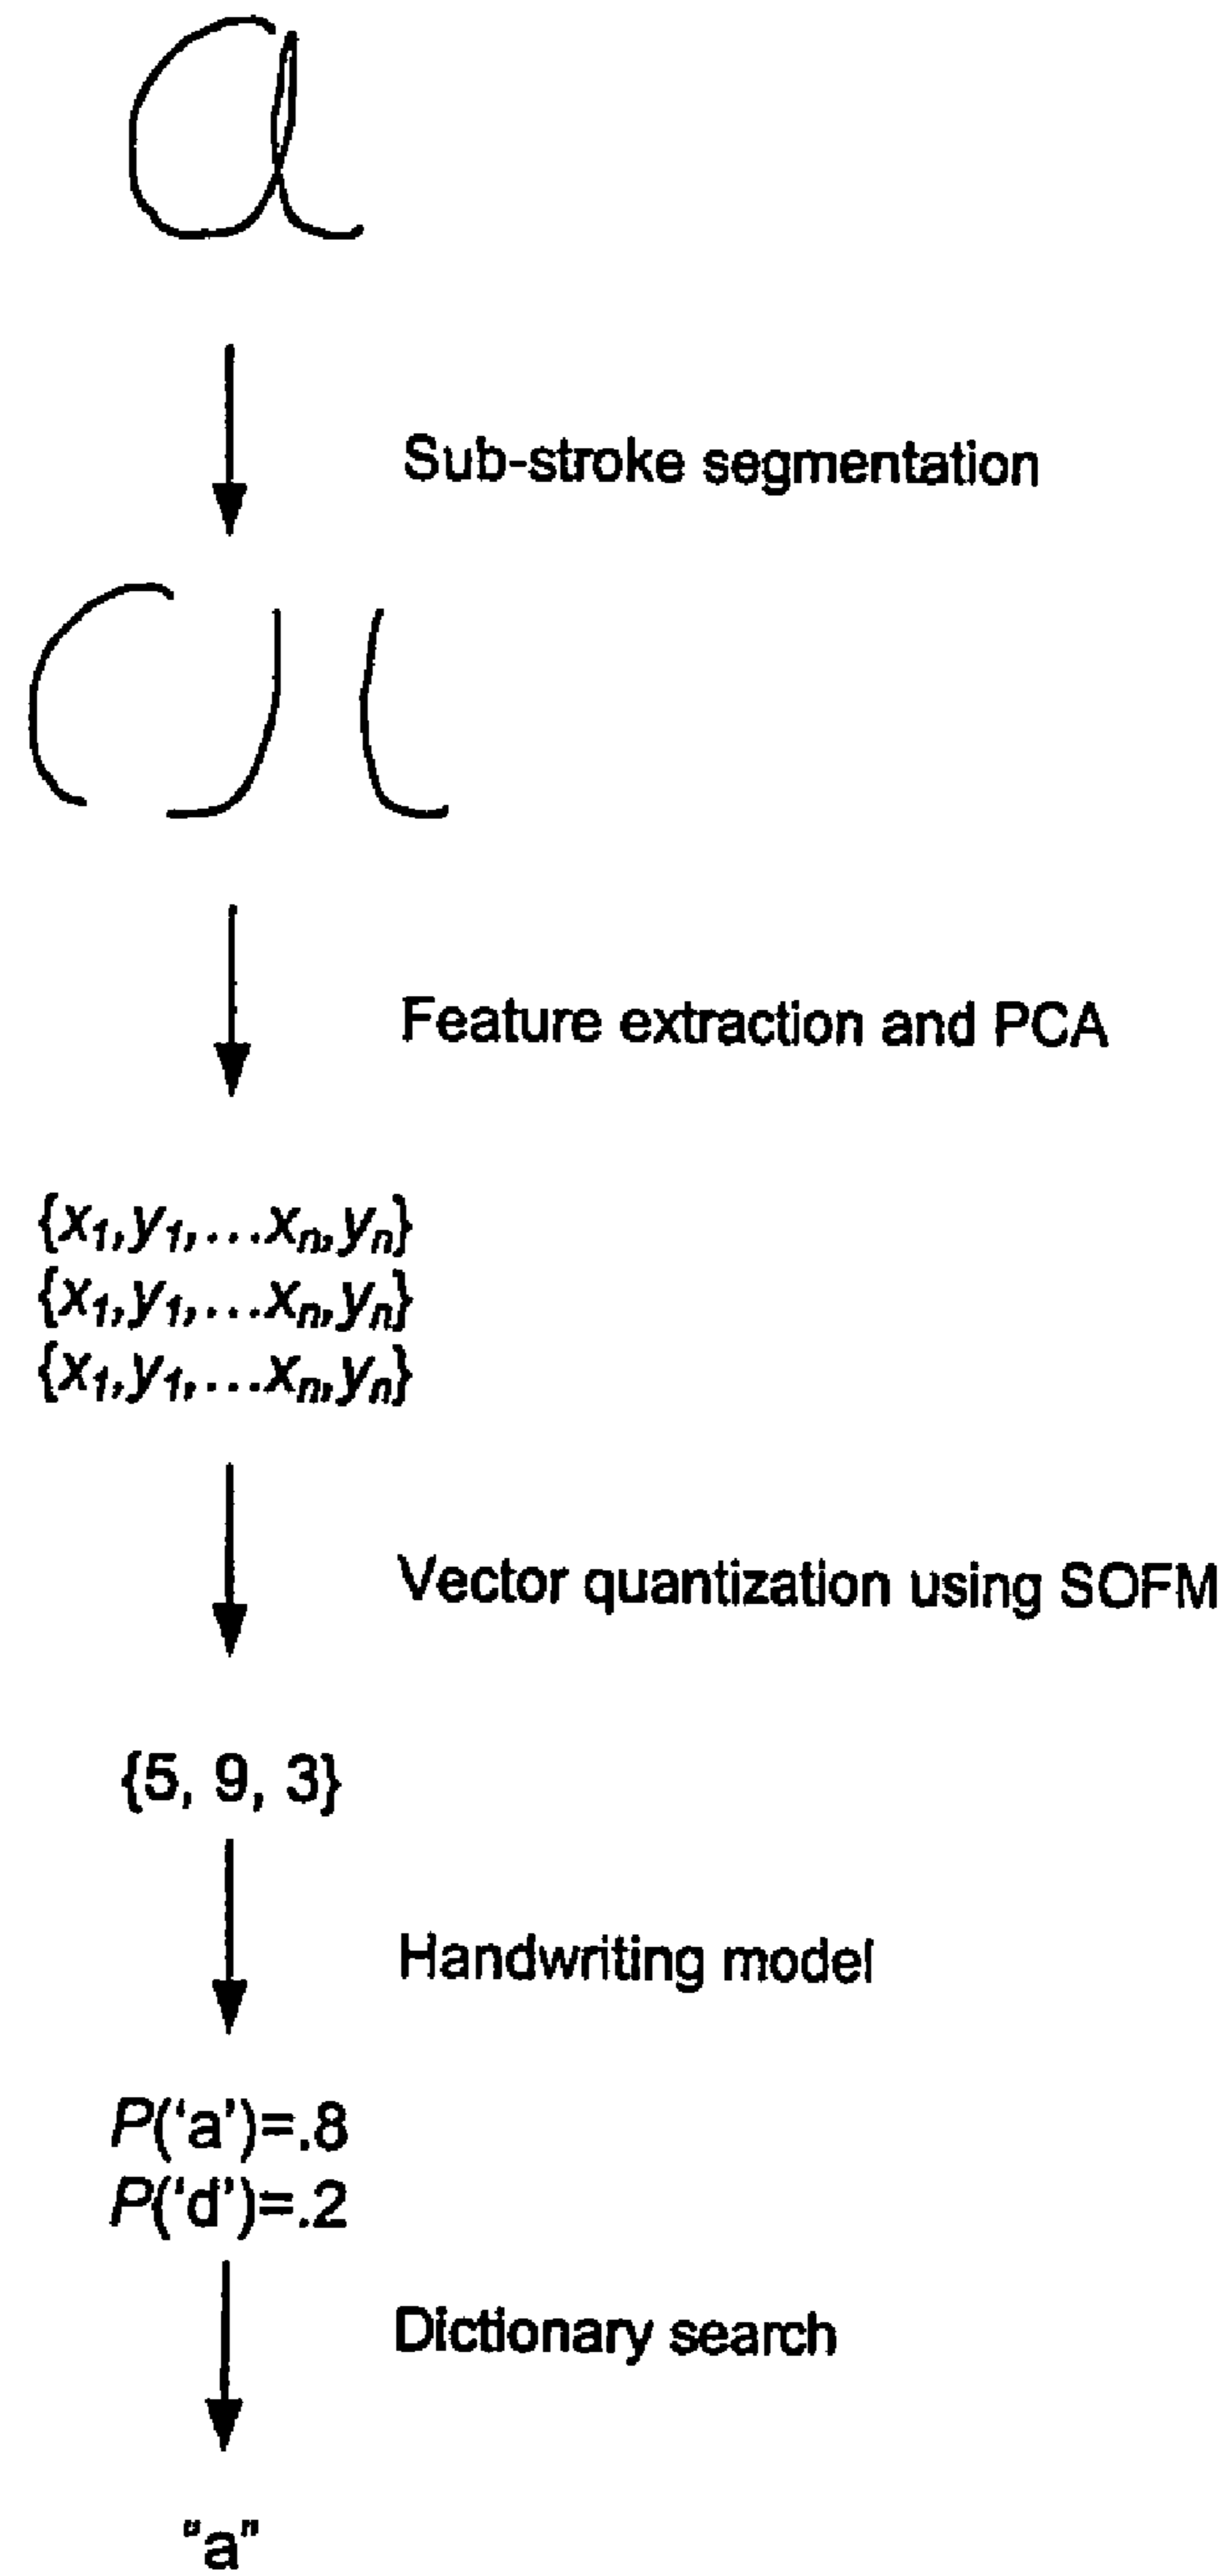 a
Sub-stroke segmentation
Feature extraction and PCA
{x₁,y₁,...xₙ,yₙ}
{x₁,y₁,...xₙ,yₙ}
{x₁,y₁,...xₙ,yₙ}
Vector quantization using SOFM
{5, 9, 3}
Handwriting model
P(‘a’)=.8
P(‘d’)=.2
Dictionary search
"a"